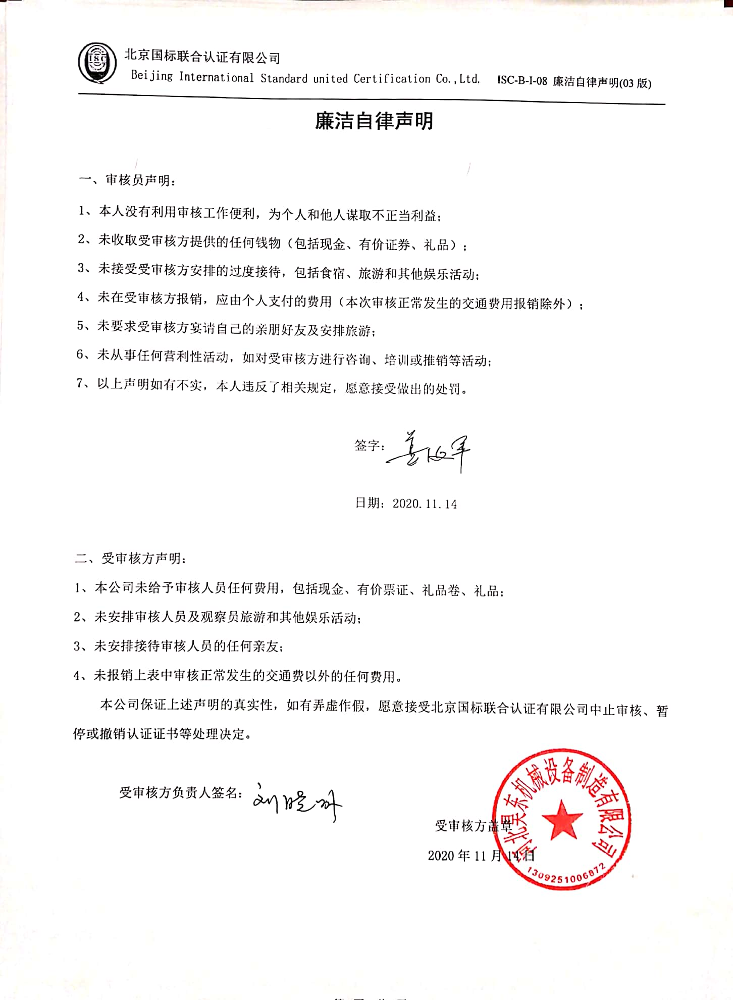 ISC
北京国标联合认证有限公司
Beijing International Standard united Certification Co.,Ltd. ISC-B-I-08 廉洁自律声明(03 版)
廉洁自律声明
一、审核员声明：
1、本人没有利用审核工作便利，为个人和他人谋取不正当利益；
2、未收取受审核方提供的任何钱物（包括现金、有价证券、礼品）；
3、未接受受审核方安排的过度接待，包括食宿、旅游和其他娱乐活动；
4、未在受审核方报销，应由个人支付的费用（本次审核正常发生的交通费用报销除外）；
5、未要求受审核方宴请自己的亲朋好友及安排旅游；
6、未从事任何营利性活动，如对受审核方进行咨询、培训或推销等活动；
7、以上声明如有不实，本人违反了相关规定，愿意接受做出的处罚。
签字：
日期：2020.11.14
二、受审核方声明：
1、本公司未给予审核人员任何费用，包括现金、有价票证、礼品卷、礼品；
2、未安排审核人员及观察员旅游和其他娱乐活动；
3、未安排接待审核人员的任何亲友；
4、未报销上表中审核正常发生的交通费以外的任何费用。
本公司保证上述声明的真实性，如有弄虚作假，愿意接受北京国标联合认证有限公司中止审核、暂
停或撤销认证证书等处理决定。
受审核方负责人签名：刘晓
受审核方盖章
2020 年 11 月 14 日
河北昊东机械设备制造有限公司
1309251006872